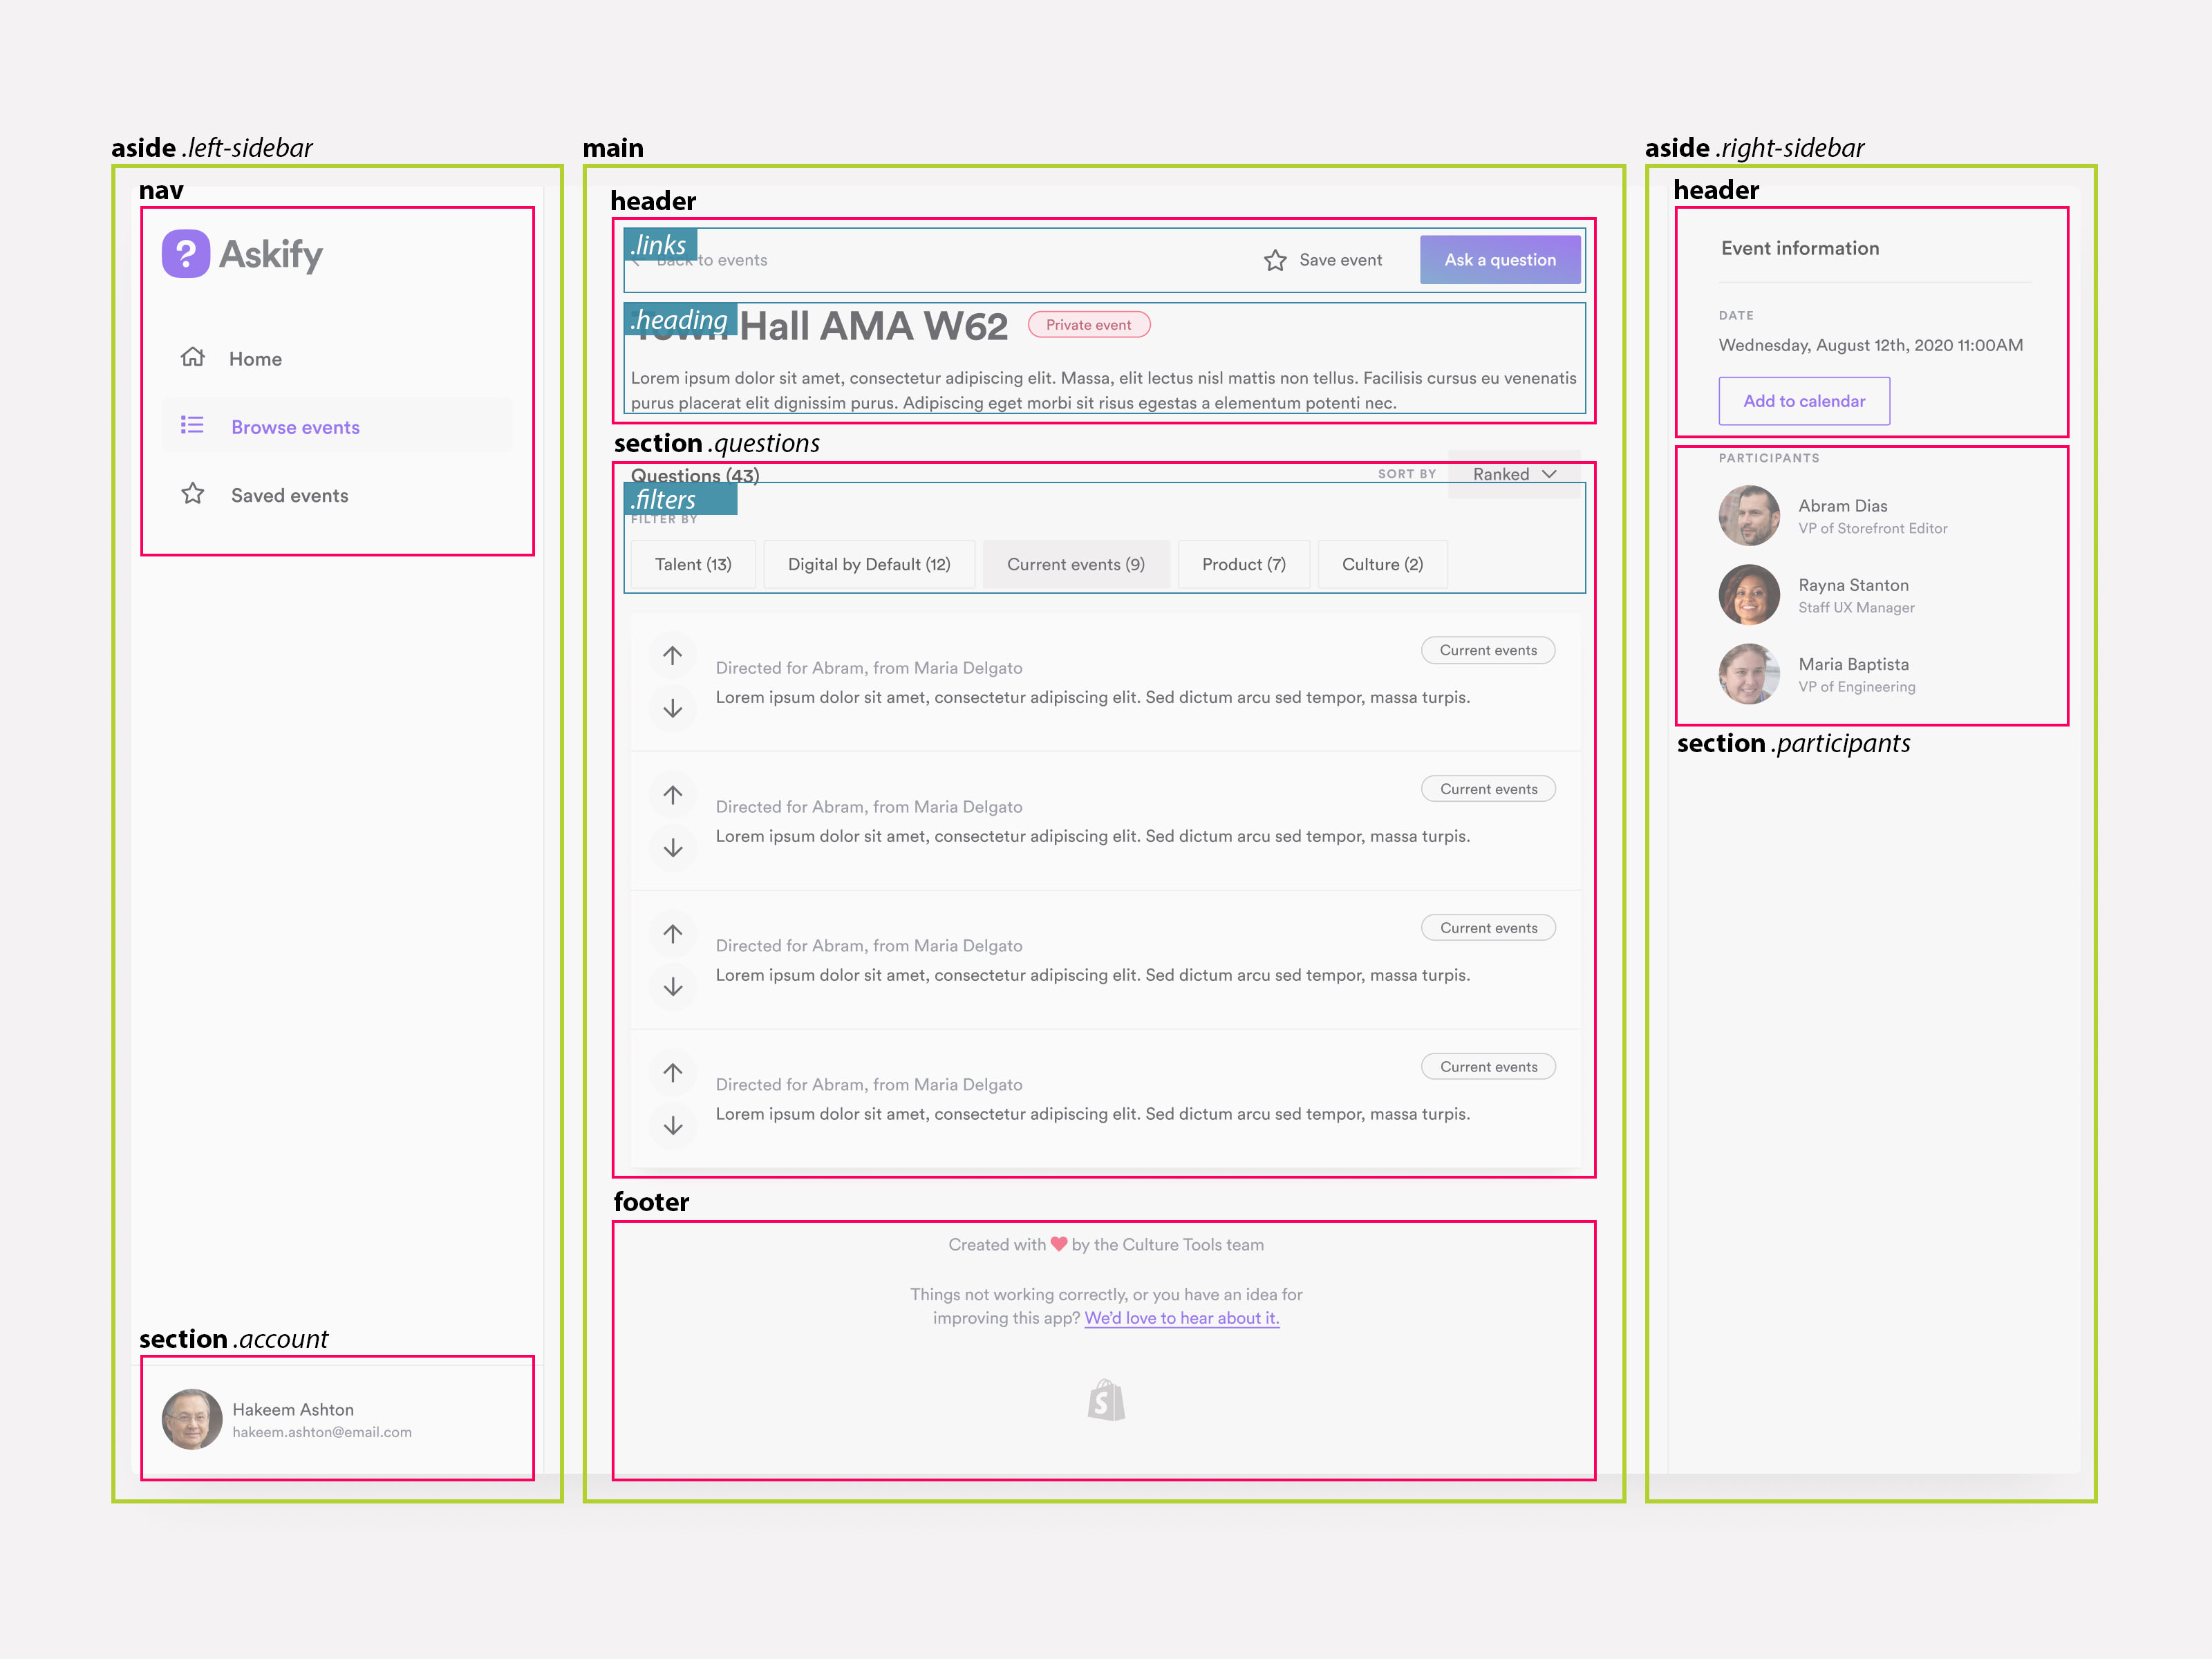 aside .left-sidebar
nav
Askify
Home
Browse events
Saved events
section .account
Hakeem Ashton
hakeem.ashton@email.com
main
header
.links
Back to events
Save event
Ask a question
.heading
Town Hall AMA W62
Private event
Lorem ipsum dolor sit amet, consectetur adipiscing elit. Massa, elit lectus nisl mattis non tellus. Facilisis cursus eu venenatis
purus placerat elit dignissim purus. Adipiscing eget morbi sit risus egestas a elementum potenti nec.
section .questions
Questions (43)
SORT BY
Ranked
.filters
FILTER BY
Talent (13)
Digital by Default (12)
Current events (9)
Product (7)
Culture (2)
Current events
Directed for Abram, from Maria Delgato
Lorem ipsum dolor sit amet, consectetur adipiscing elit. Sed dictum arcu sed tempor, massa turpis.
Current events
Directed for Abram, from Maria Delgato
Lorem ipsum dolor sit amet, consectetur adipiscing elit. Sed dictum arcu sed tempor, massa turpis.
Current events
Directed for Abram, from Maria Delgato
Lorem ipsum dolor sit amet, consectetur adipiscing elit. Sed dictum arcu sed tempor, massa turpis.
Current events
Directed for Abram, from Maria Delgato
Lorem ipsum dolor sit amet, consectetur adipiscing elit. Sed dictum arcu sed tempor, massa turpis.
footer
Created with ❤ by the Culture Tools team
Things not working correctly, or you have an idea for
improving this app? We'd love to hear about it.
aside .right-sidebar
header
Event information
DATE
Wednesday, August 12th, 2020 11:00AM
Add to calendar
PARTICIPANTS
Abram Dias
VP of Storefront Editor
Rayna Stanton
Staff UX Manager
Maria Baptista
VP of Engineering
section .participants